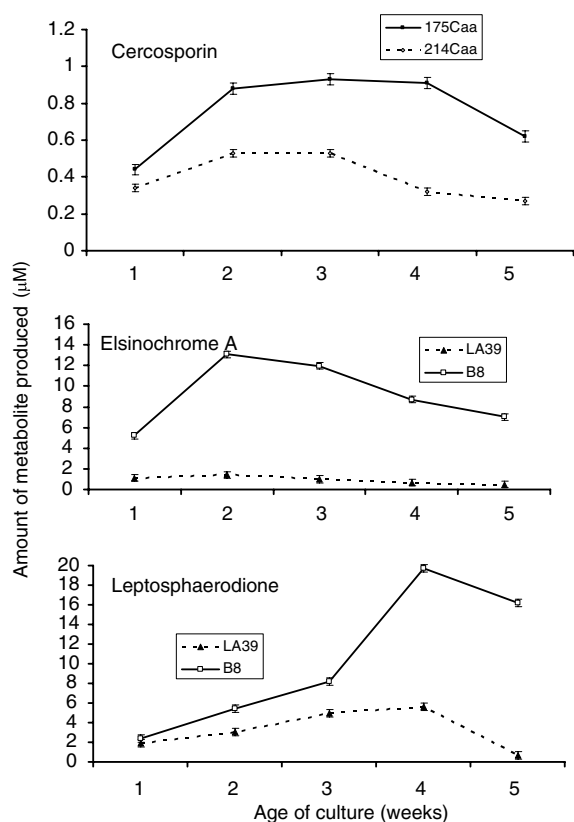 Amount of metabolite produced (μM)
Cercosporin
175Caa
214Caa
1.2
1
0.8
0.6
0.4
0.2
0
1 2 3 4 5
Elsinochrome A
LA39
B8
16
14
12
10
8
6
4
2
0
1 2 3 4 5
Leptosphaerodione
LA39
B8
20
18
16
14
12
10
8
6
4
2
0
1 2 3 4 5
Age of culture (weeks)